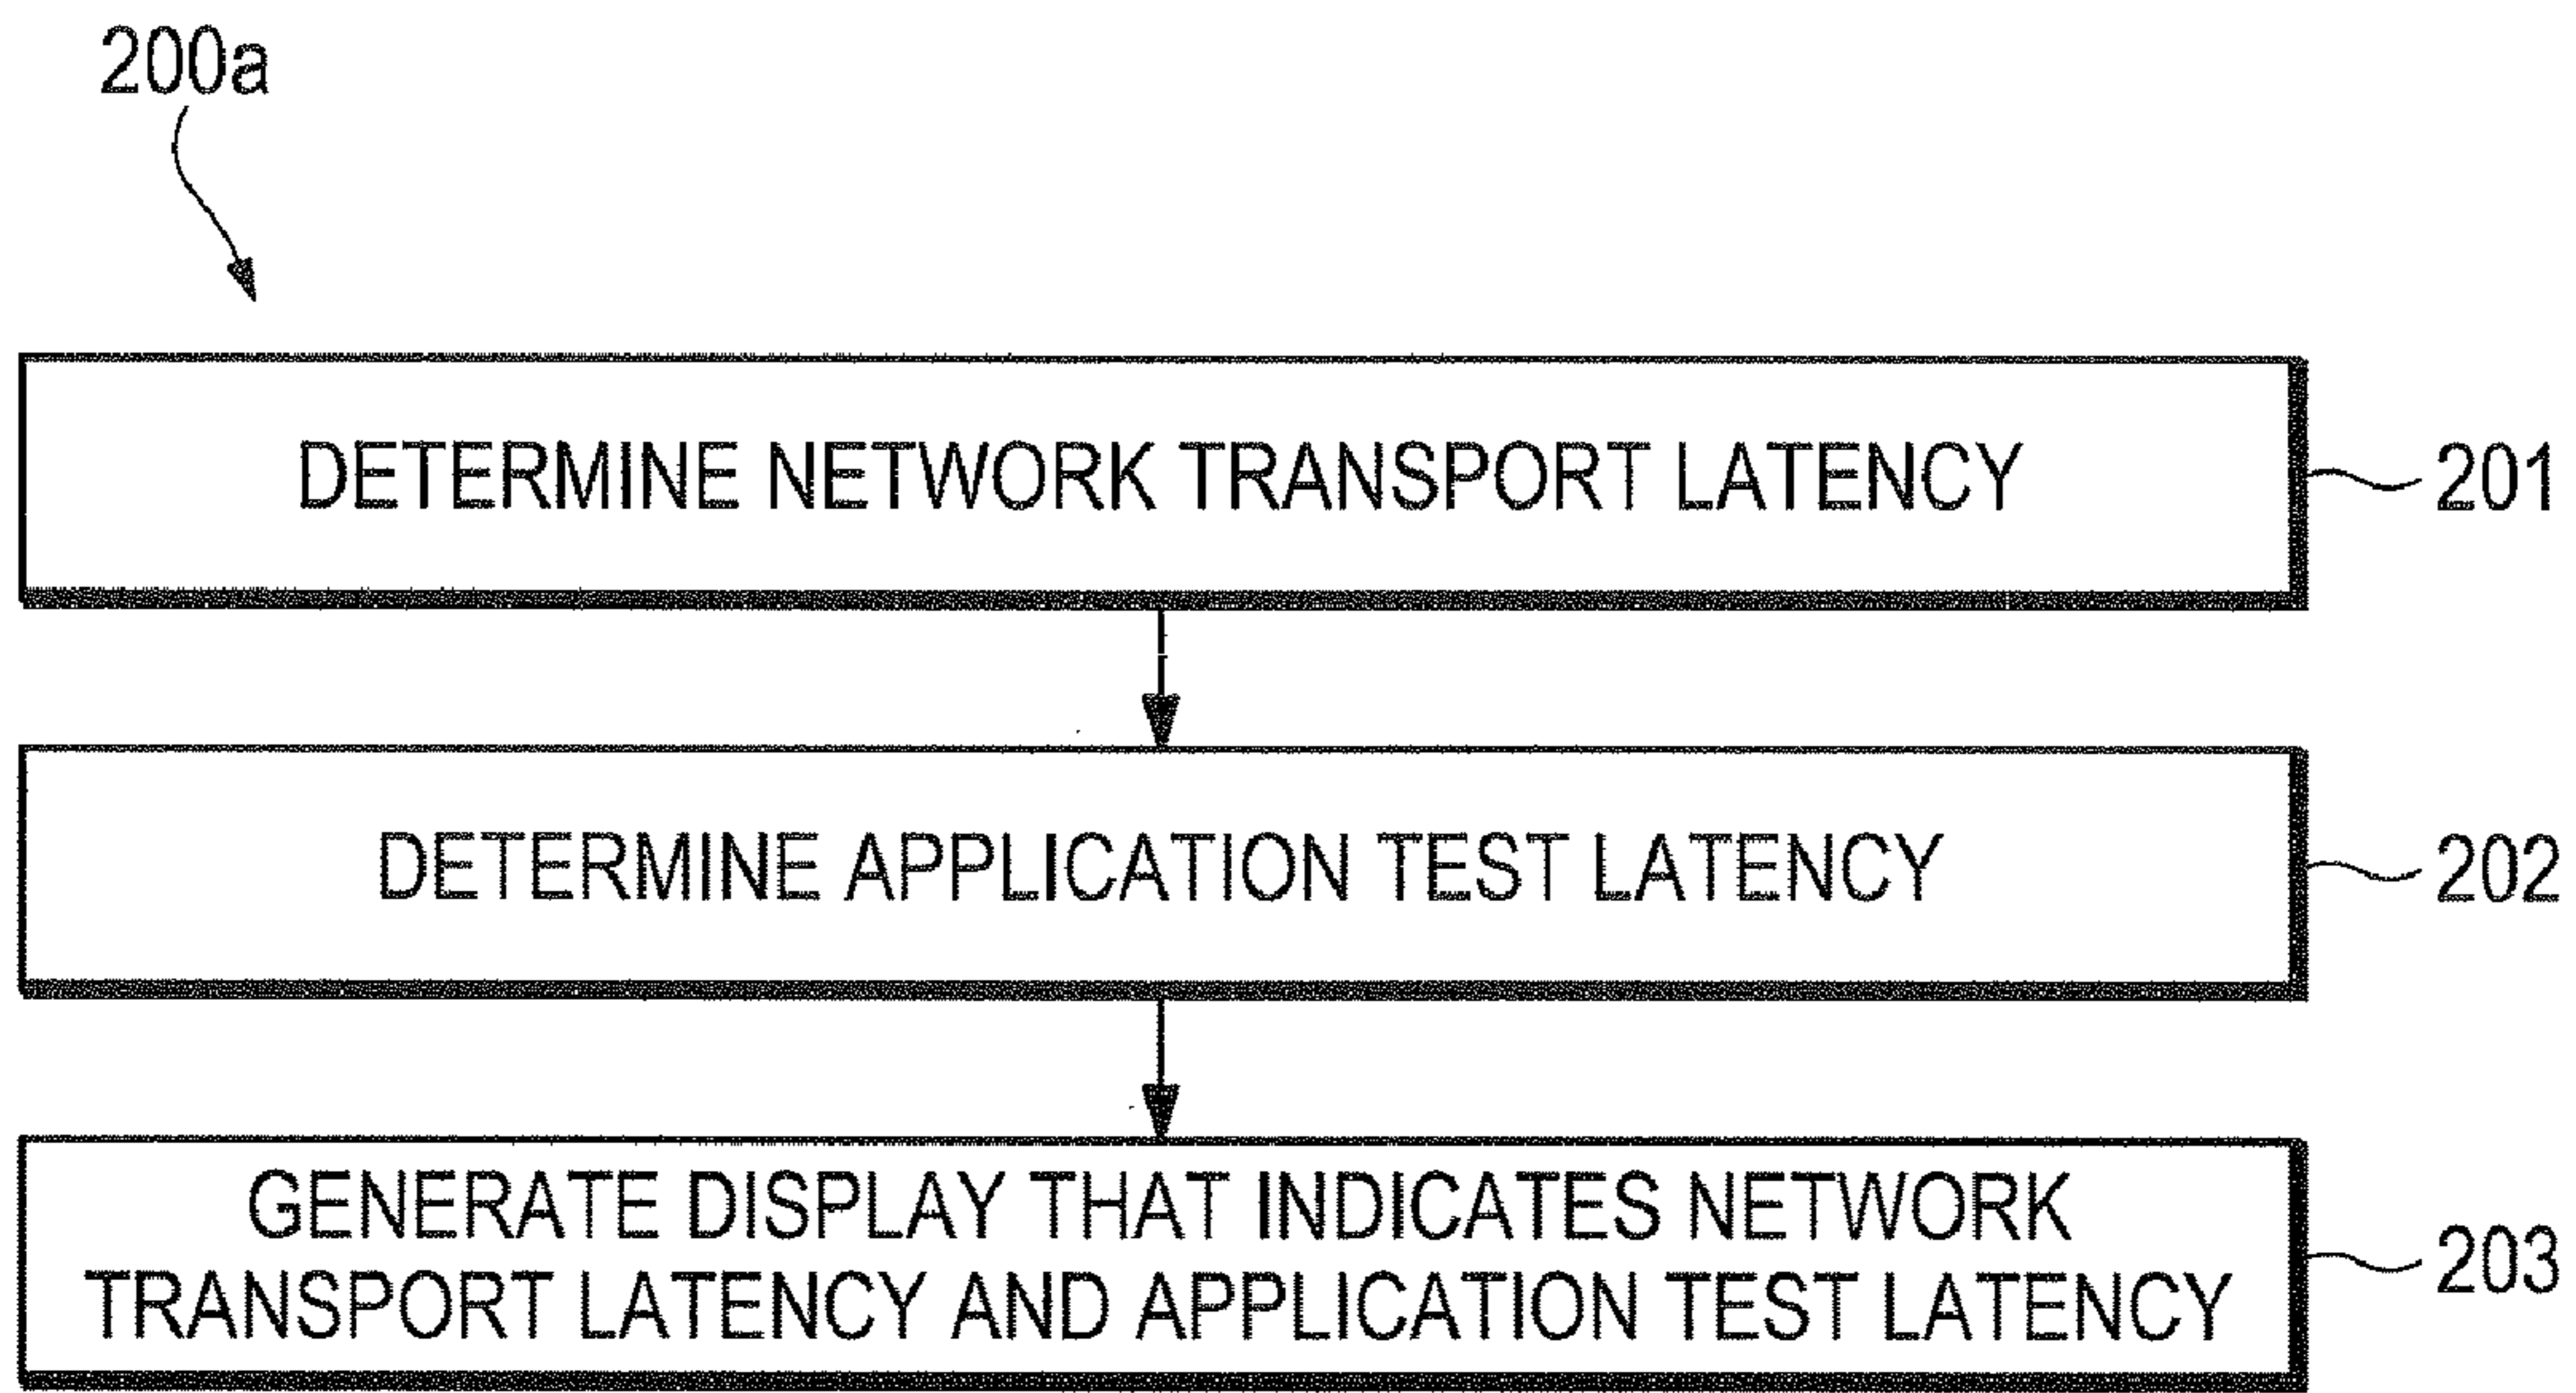 200a
DETERMINE NETWORK TRANSPORT LATENCY
201
DETERMINE APPLICATION TEST LATENCY
202
GENERATE DISPLAY THAT INDICATES NETWORK
TRANSPORT LATENCY AND APPLICATION TEST LATENCY
203